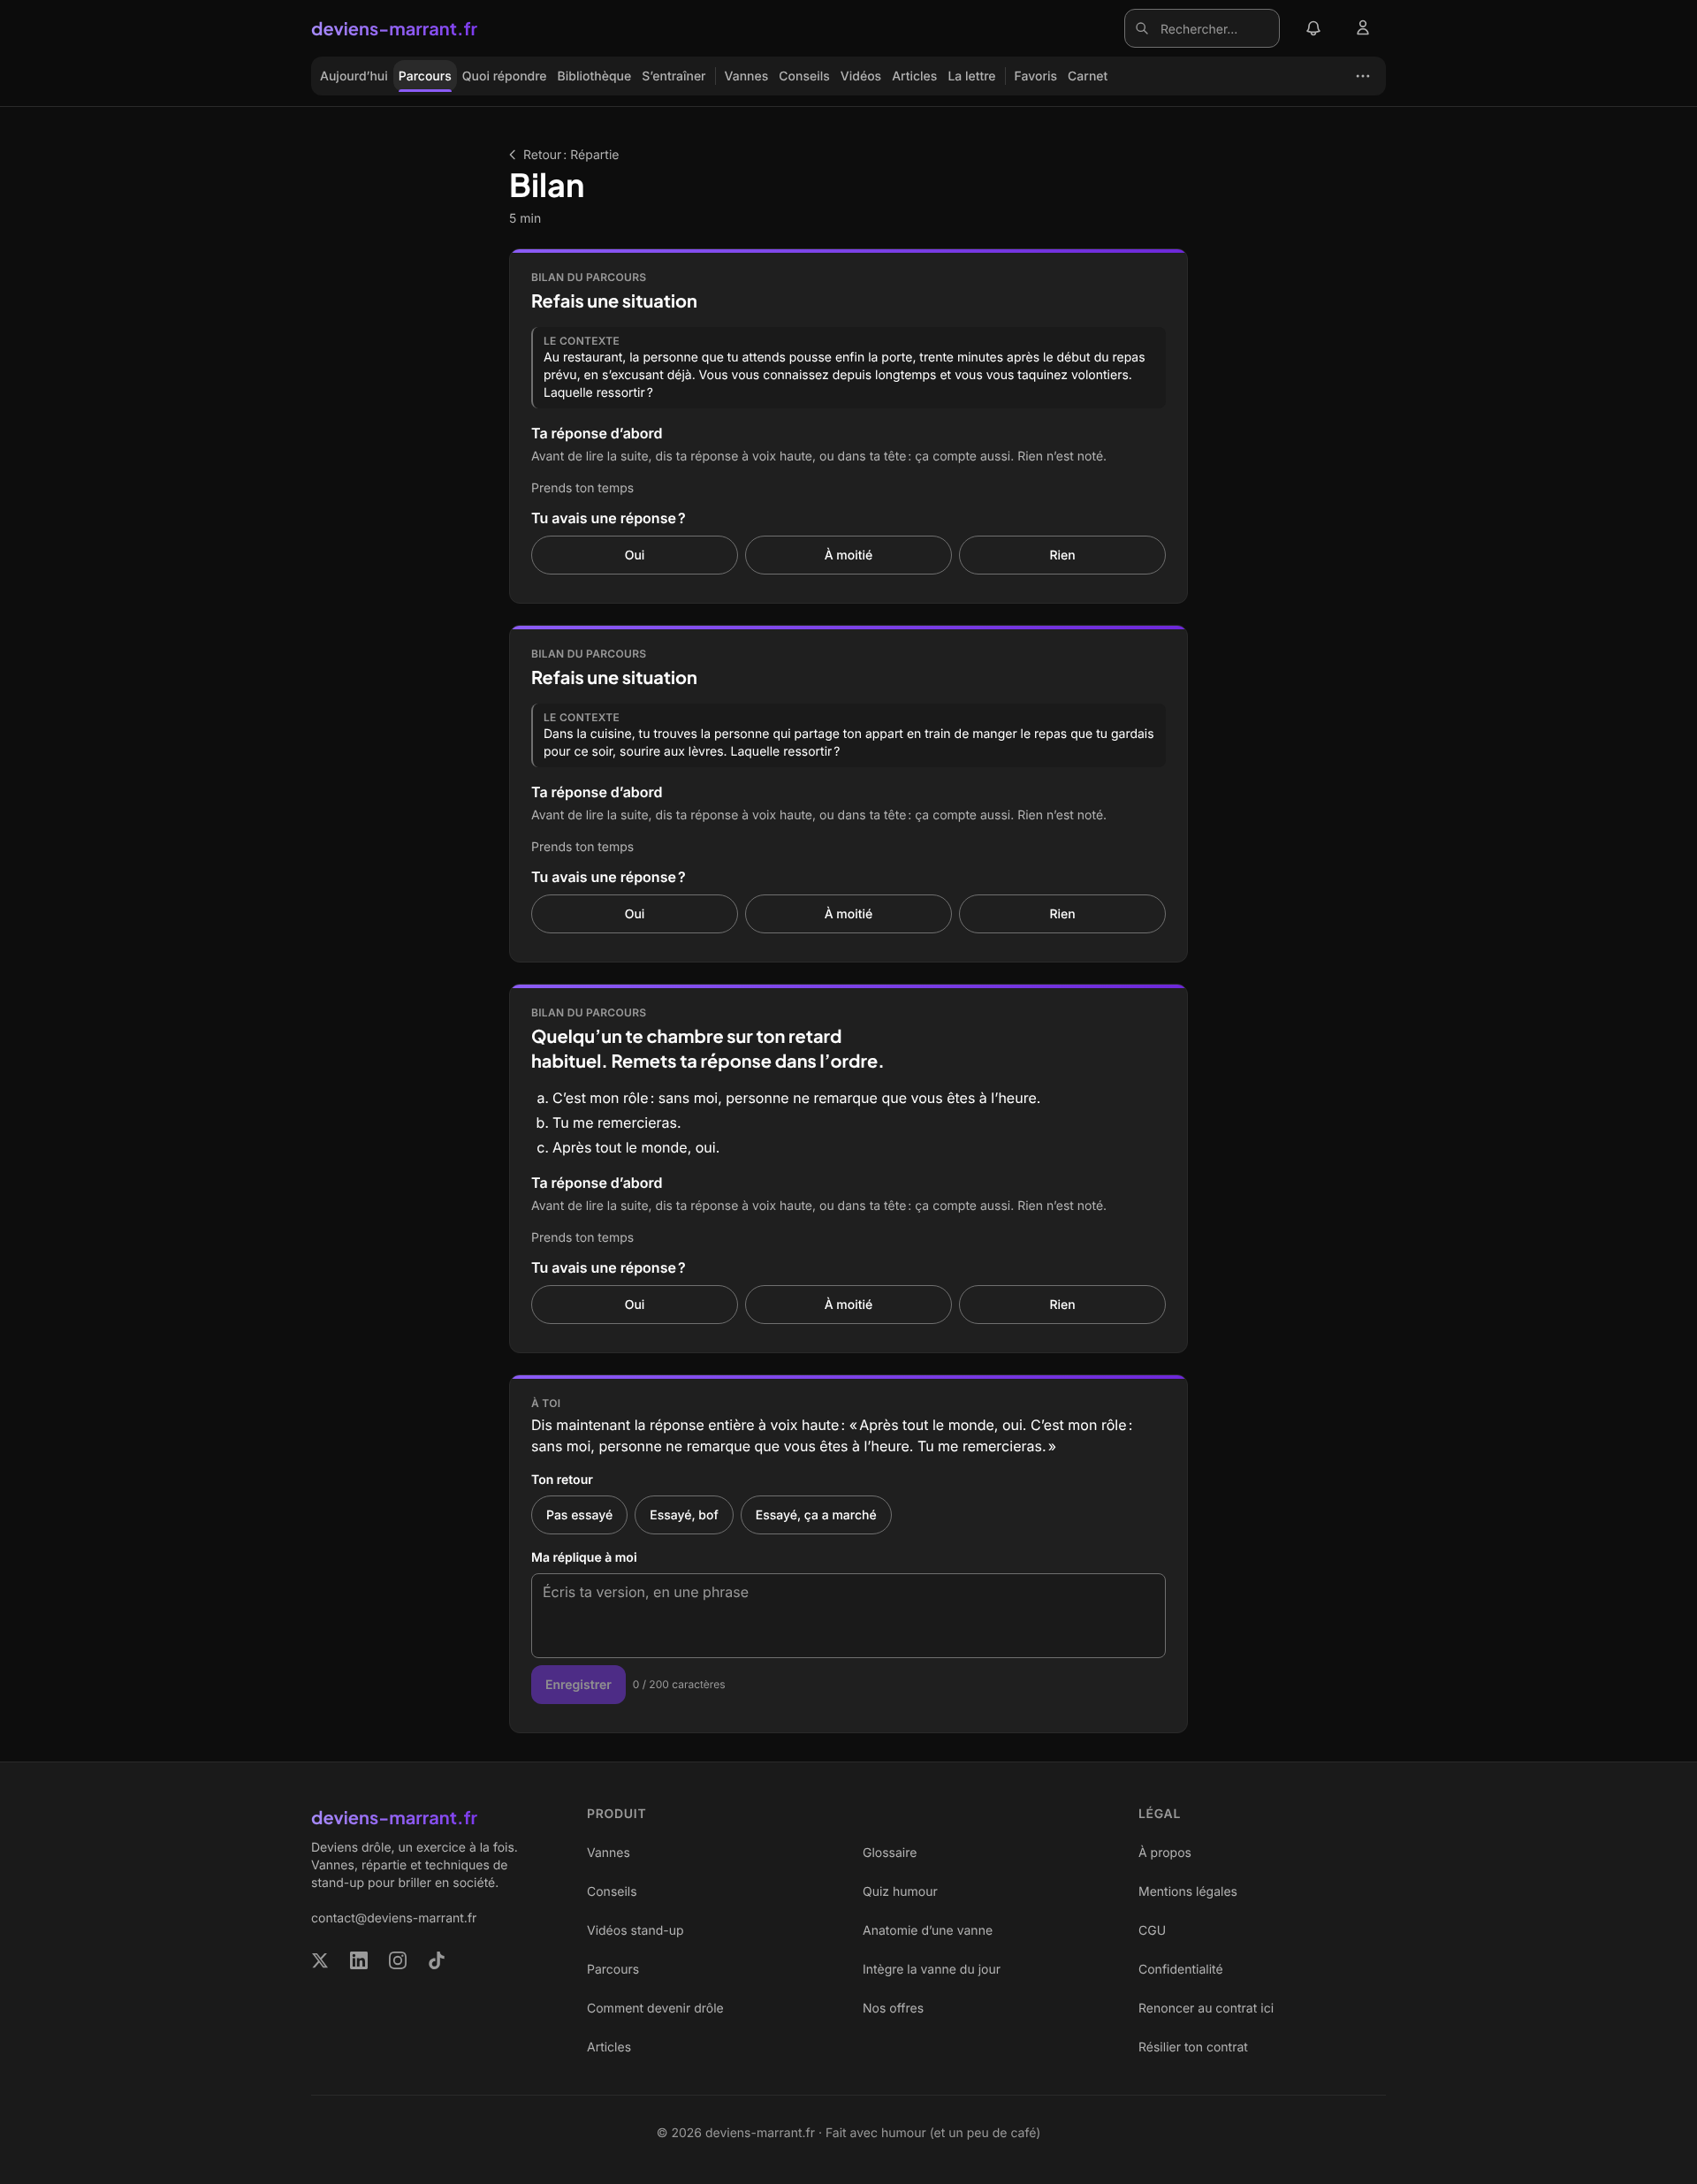 deviens-marrant.fr
Rechercher...
Aujourd’hui Parcours Quoi répondre Bibliothèque S’entraîner Vannes Conseils Vidéos Articles La lettre Favoris Carnet
Retour : Répartie
Bilan
5 min
BILAN DU PARCOURS
Refais une situation
LE CONTEXTE
Au restaurant, la personne que tu attends pousse enfin la porte, trente minutes après le début du repas
prévu, en s’excusant déjà. Vous vous connaissez depuis longtemps et vous vous taquinez volontiers.
Laquelle ressortir ?
Ta réponse d’abord
Avant de lire la suite, dis ta réponse à voix haute, ou dans ta tête : ça compte aussi. Rien n’est noté.
Prends ton temps
Tu avais une réponse ?
Oui À moitié Rien
BILAN DU PARCOURS
Refais une situation
LE CONTEXTE
Dans la cuisine, tu trouves la personne qui partage ton appart en train de manger le repas que tu gardais
pour ce soir, sourire aux lèvres. Laquelle ressortir ?
Ta réponse d’abord
Avant de lire la suite, dis ta réponse à voix haute, ou dans ta tête : ça compte aussi. Rien n’est noté.
Prends ton temps
Tu avais une réponse ?
Oui À moitié Rien
BILAN DU PARCOURS
Quelqu’un te chambre sur ton retard
habituel. Remets ta réponse dans l’ordre.
a. C’est mon rôle : sans moi, personne ne remarque que vous êtes à l’heure.
b. Tu me remercieras.
c. Après tout le monde, oui.
Ta réponse d’abord
Avant de lire la suite, dis ta réponse à voix haute, ou dans ta tête : ça compte aussi. Rien n’est noté.
Prends ton temps
Tu avais une réponse ?
Oui À moitié Rien
À TOI
Dis maintenant la réponse entière à voix haute : « Après tout le monde, oui. C’est mon rôle :
sans moi, personne ne remarque que vous êtes à l’heure. Tu me remercieras. »
Ton retour
Pas essayé Essayé, bof Essayé, ça a marché
Ma réplique à moi
Écris ta version, en une phrase
Enregistrer 0 / 200 caractères
deviens-marrant.fr
Deviens drôle, un exercice à la fois.
Vannes, répartie et techniques de
stand-up pour briller en société.
contact@deviens-marrant.fr
PRODUIT
Vannes
Conseils
Vidéos stand-up
Parcours
Comment devenir drôle
Articles
Glossaire
Quiz humour
Anatomie d’une vanne
Intègre la vanne du jour
Nos offres
LÉGAL
À propos
Mentions légales
CGU
Confidentialité
Renoncer au contrat ici
Résilier ton contrat
© 2026 deviens-marrant.fr · Fait avec humour (et un peu de café)